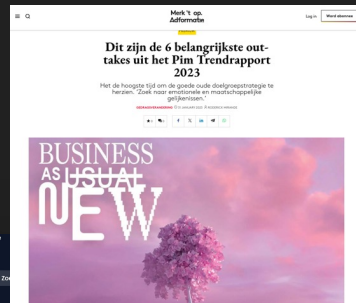 Merk 't op.
Adformatie
Log in
Word abonnee
Dit zijn de 6 belangrijkste out-
takes uit het Pim Trendrapport
2023
Het de hoogste tijd om de goede oude doelgroepstrategie te
herzien. 'Zoek naar emotionele en maatschappelijke
gelijkenissen.'
BUSINESS
AS USUAL
NEW
Zoe